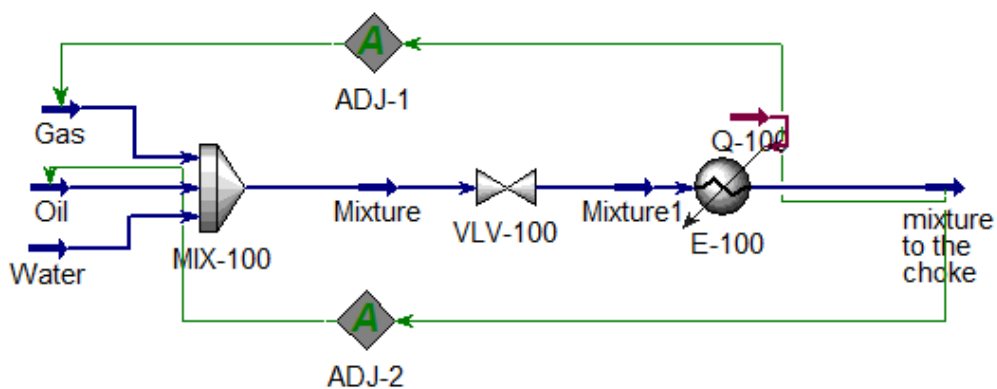 A
ADJ-1
Gas
Q-100
Oil
Mixture
VLV-100
Mixture1
E-100
mixture
to the
choke
Water
MIX-100
A
ADJ-2